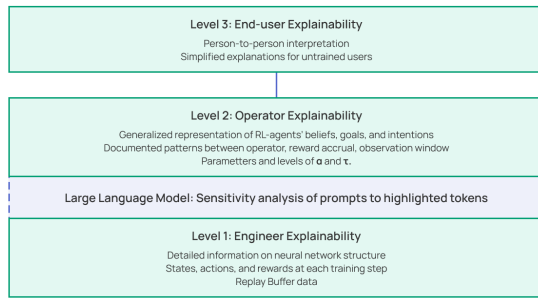 Level 3: End-user Explainability
Person-to-person interpretation
Simplified explanations for untrained users
Level 2: Operator Explainability
Generalized representation of RL-agents' beliefs, goals, and intentions
Documented patterns between operator, reward accrual, observation window
Parametters and levels of α and τ.
Large Language Model: Sensitivity analysis of prompts to highlighted tokens
Level 1: Engineer Explainability
Detailed information on neural network structure
States, actions, and rewards at each training step
Replay Buffer data